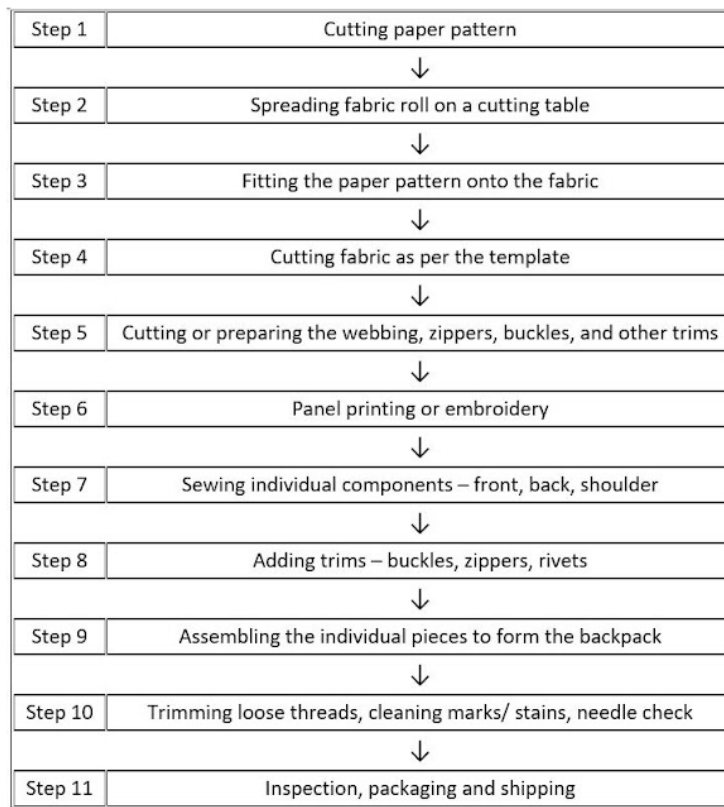 Step 1 Cutting paper pattern
↓
Step 2 Spreading fabric roll on a cutting table
↓
Step 3 Fitting the paper pattern onto the fabric
↓
Step 4 Cutting fabric as per the template
↓
Step 5 Cutting or preparing the webbing, zippers, buckles, and other trims
↓
Step 6 Panel printing or embroidery
↓
Step 7 Sewing individual components – front, back, shoulder
↓
Step 8 Adding trims – buckles, zippers, rivets
↓
Step 9 Assembling the individual pieces to form the backpack
↓
Step 10 Trimming loose threads, cleaning marks/ stains, needle check
↓
Step 11 Inspection, packaging and shipping